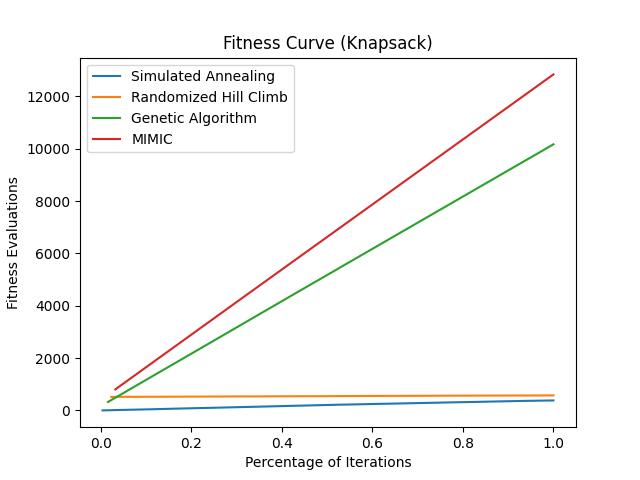 Fitness Curve (Knapsack)
Simulated Annealing
Randomized Hill Climb
Genetic Algorithm
MIMIC
Fitness Evaluations
12000
10000
8000
6000
4000
2000
0
0.0 0.2 0.4 0.6 0.8 1.0
Percentage of Iterations